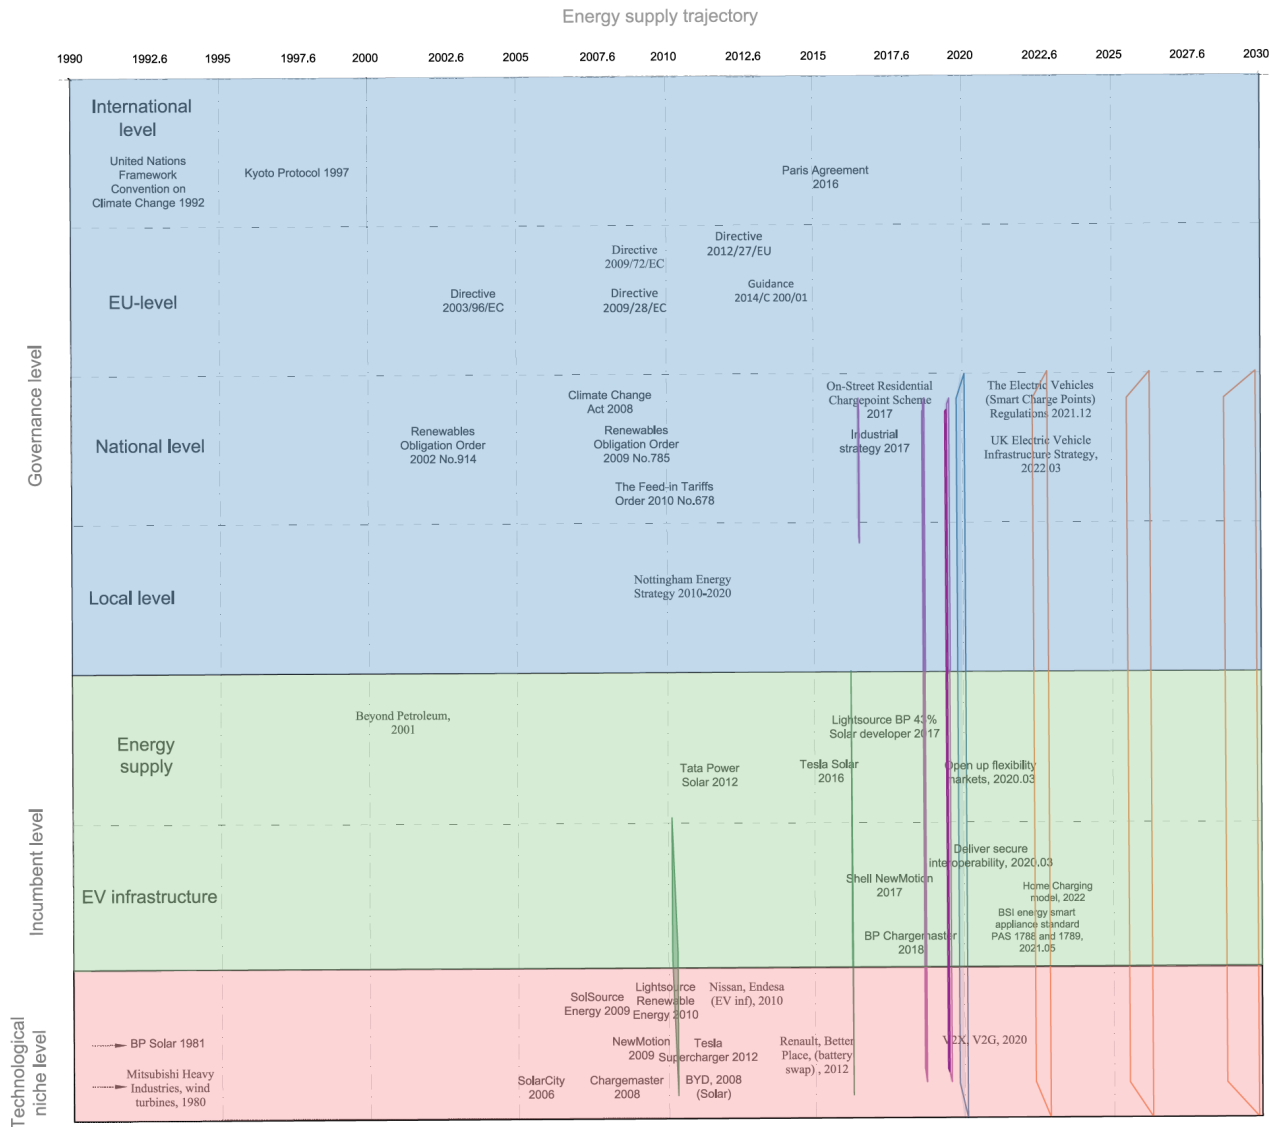 Energy supply trajectory
1990 1992.6 1995 1997.6 2000 2002.6 2005 2007.6 2010 2012.6 2015 2017.6 2020 2022.6 2025 2027.6 2030
Governance level
International
level
United Nations
Framework
Convention on
Climate Change 1992
Kyoto Protocol 1997
Paris Agreement
2016
EU-level
Directive
2003/96/EC
Directive
2009/72/EC
Directive
2009/28/EC
Directive
2012/27/EU
Guidance
2014/C 200/01
National level
Renewables
Obligation Order
2002 No.914
Climate Change
Act 2008
Renewables
Obligation Order
2009 No.785
The Feed-in Tariffs
Order 2010 No.678
On-Street Residential
Chargepoint Scheme
2017
Industrial
strategy 2017
The Electric Vehicles
(Smart Charge Points)
Regulations 2021.12
UK Electric Vehicle
Infrastructure Strategy,
2022.03
Local level
Nottingham Energy
Strategy 2010-2020
Incumbent level
Energy
supply
Beyond Petroleum,
2001
Tata Power
Solar 2012
Tesla Solar
2016
Lightsource BP 43%
Solar developer 2017
Open up flexibility
markets, 2020.03
EV infrastructure
Shell NewMotion
2017
BP Chargemaster
2018
Deliver secure
interoperability, 2020.03
Home Charging
model, 2022
BSI energy smart
appliance standard
PAS 1788 and 1789,
2021.05
Technological
niche level
BP Solar 1981
Mitsubishi Heavy
Industries, wind
turbines, 1980
SolarCity
2006
SolSource
Energy 2009
Chargemaster
2008
NewMotion
2009
Lightsource
Renewable
Energy 2010
Tesla
Supercharger 2012
BYD, 2008
(Solar)
Nissan, Endesa
(EV inf), 2010
Renault, Better
Place, (battery
swap) , 2012
V2X, V2G, 2020